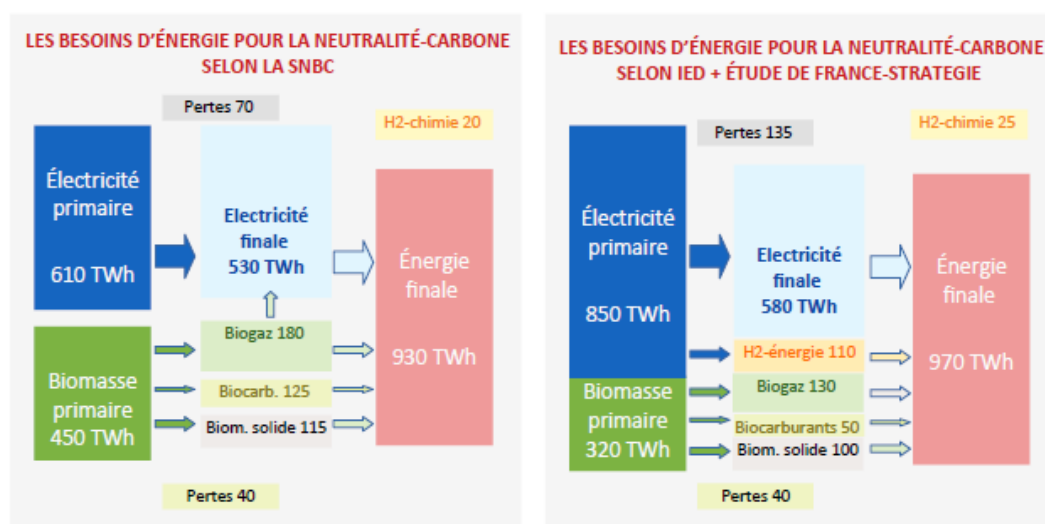 LES BESOINS D’ÉNERGIE POUR LA NEUTRALITÉ-CARBONE
SELON LA SNBC
Pertes 70
H2-chimie 20
Électricité
primaire
610 TWh
Electricité
finale
530 TWh
Énergie
finale
930 TWh
Biogaz 180
Biomasse
primaire
450 TWh
Biocarb. 125
Biom. solide 115
Pertes 40
LES BESOINS D’ÉNERGIE POUR LA NEUTRALITÉ-CARBONE
SELON IED + ÉTUDE DE FRANCE-STRATEGIE
Pertes 135
H2-chimie 25
Électricité
primaire
850 TWh
Electricité
finale
580 TWh
Énergie
finale
970 TWh
H2-énergie 110
Biomasse
primaire
320 TWh
Biogaz 130
Biocarburants 50
Biom. solide 100
Pertes 40